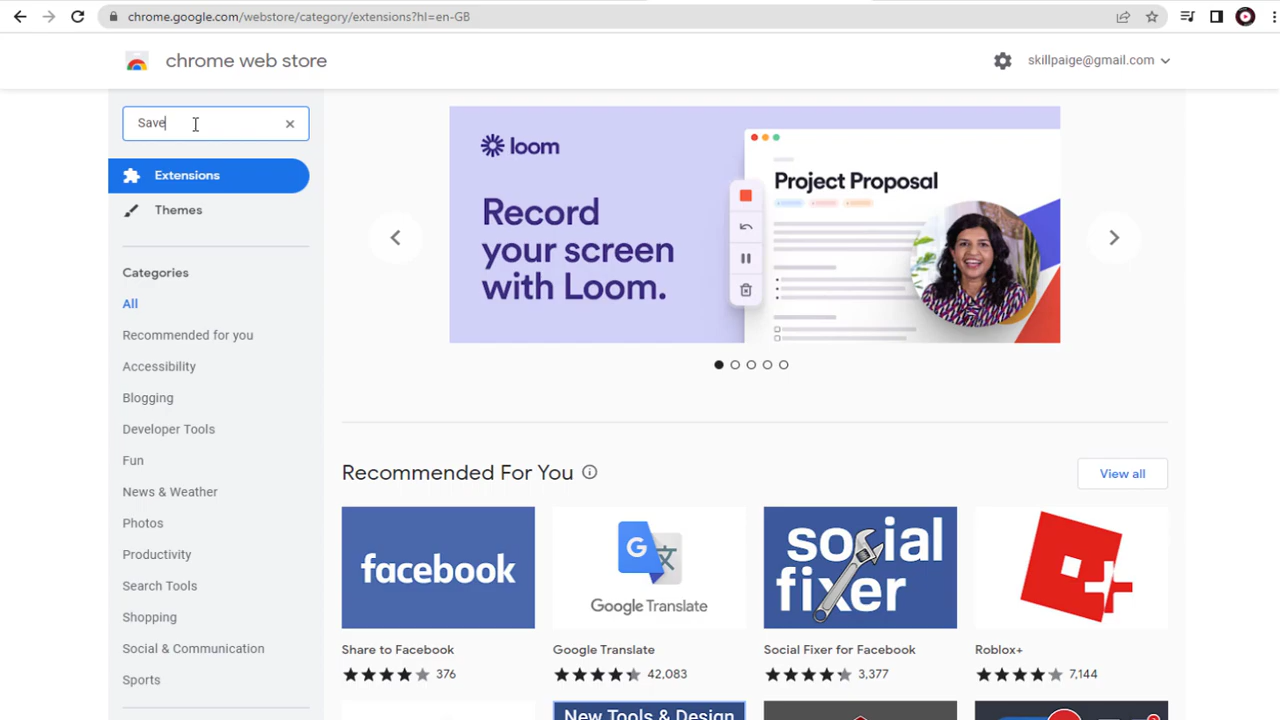 chrome.google.com/webstore/category/extensions?hl=en-GB
chrome web store
skillpaige@gmail.com
Save
Extensions
Themes
Categories
All
Recommended for you
Accessibility
Blogging
Developer Tools
Fun
News & Weather
Photos
Productivity
Search Tools
Shopping
Social & Communication
Sports
loom
Record
your screen
with Loom.
Project Proposal
Recommended For You
View all
facebook
Share to Facebook
376
G
Google Translate
Google Translate
42,083
social
fixer
Social Fixer for Facebook
3,377
Roblox+
7,144
New Tools & Design